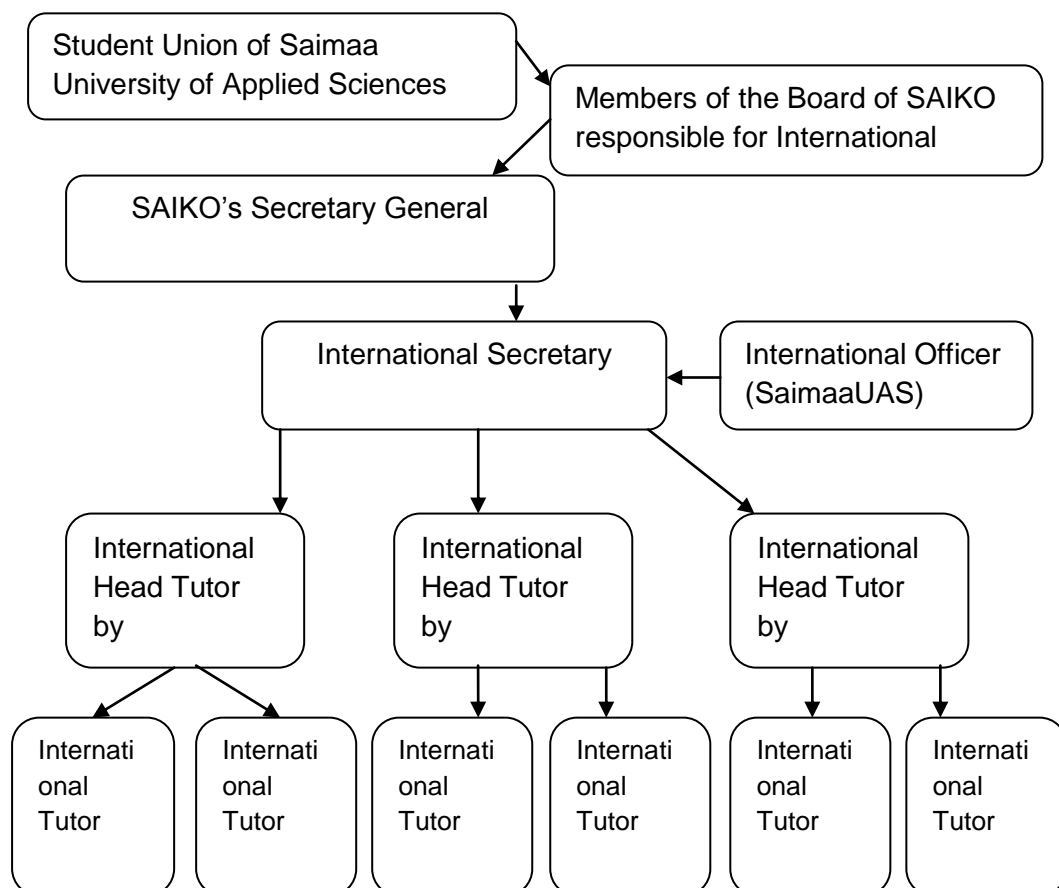 Student Union of Saimaa
University of Applied Sciences
Members of the Board of SAIKO
responsible for International
SAIKO’s Secretary General
International Secretary
International Officer
(SaimaaUAS)
International
Head Tutor
by
International
Head Tutor
by
International
Head Tutor
by
Internati
onal
Tutor
Internati
onal
Tutor
Internati
onal
Tutor
Internati
onal
Tutor
Internati
onal
Tutor
Internati
onal
Tutor